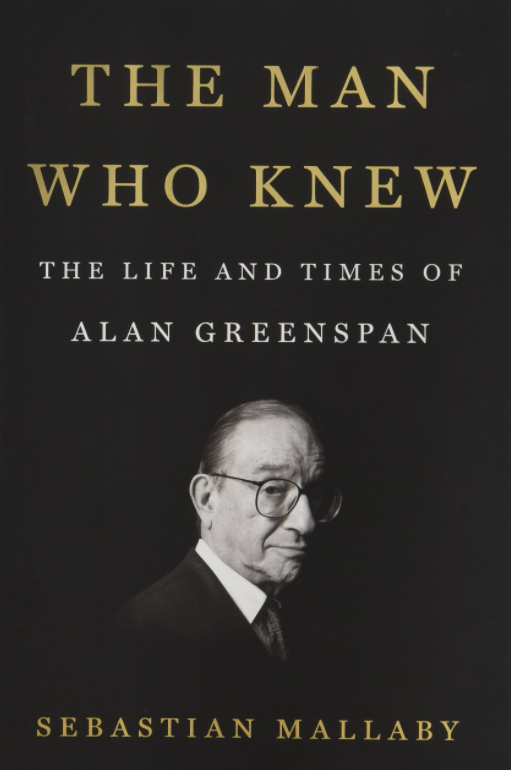 THE MAN
WHO KNEW
THE LIFE AND TIMES OF
ALAN GREENSPAN
SEBASTIAN MALLABY